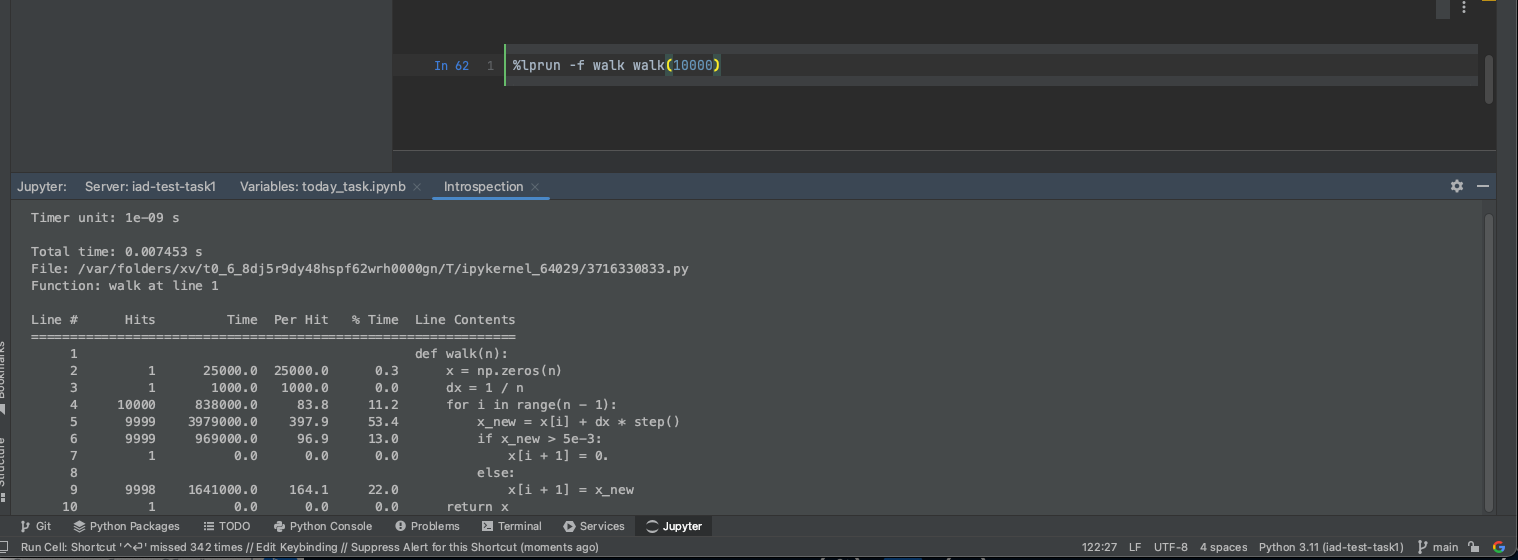 In 62 1 %lprun -f walk walk(10000)
Jupyter: Server: iad-test-task1 Variables: today_task.ipynb × Introspection ×
Timer unit: 1e-09 s
Total time: 0.007453 s
File: /var/folders/xv/t0_6_8dj5r9dy48hspf62wrh0000gn/T/ipykernel_64029/3716330833.py
Function: walk at line 1
Line # Hits Time Per Hit % Time Line Contents
==============================================================
1 def walk(n):
2 1 25000.0 25000.0 0.3 x = np.zeros(n)
3 1 1000.0 1000.0 0.0 dx = 1 / n
4 10000 838000.0 83.8 11.2 for i in range(n - 1):
5 9999 3979000.0 397.9 53.4 x_new = x[i] + dx * step()
6 9999 969000.0 96.9 13.0 if x_new > 5e-3:
7 1 0.0 0.0 0.0 x[i + 1] = 0.
8 else:
9 9998 1641000.0 164.1 22.0 x[i + 1] = x_new
10 1 0.0 0.0 0.0 return x
Structure
Git Python Packages TODO Python Console Problems Terminal Services Jupyter
Run Cell: Shortcut '^⏎' missed 342 times // Edit Keybinding // Suppress Alert for this Shortcut (moments ago) 122:27 LF UTF-8 4 spaces Python 3.11 (iad-test-task1) main